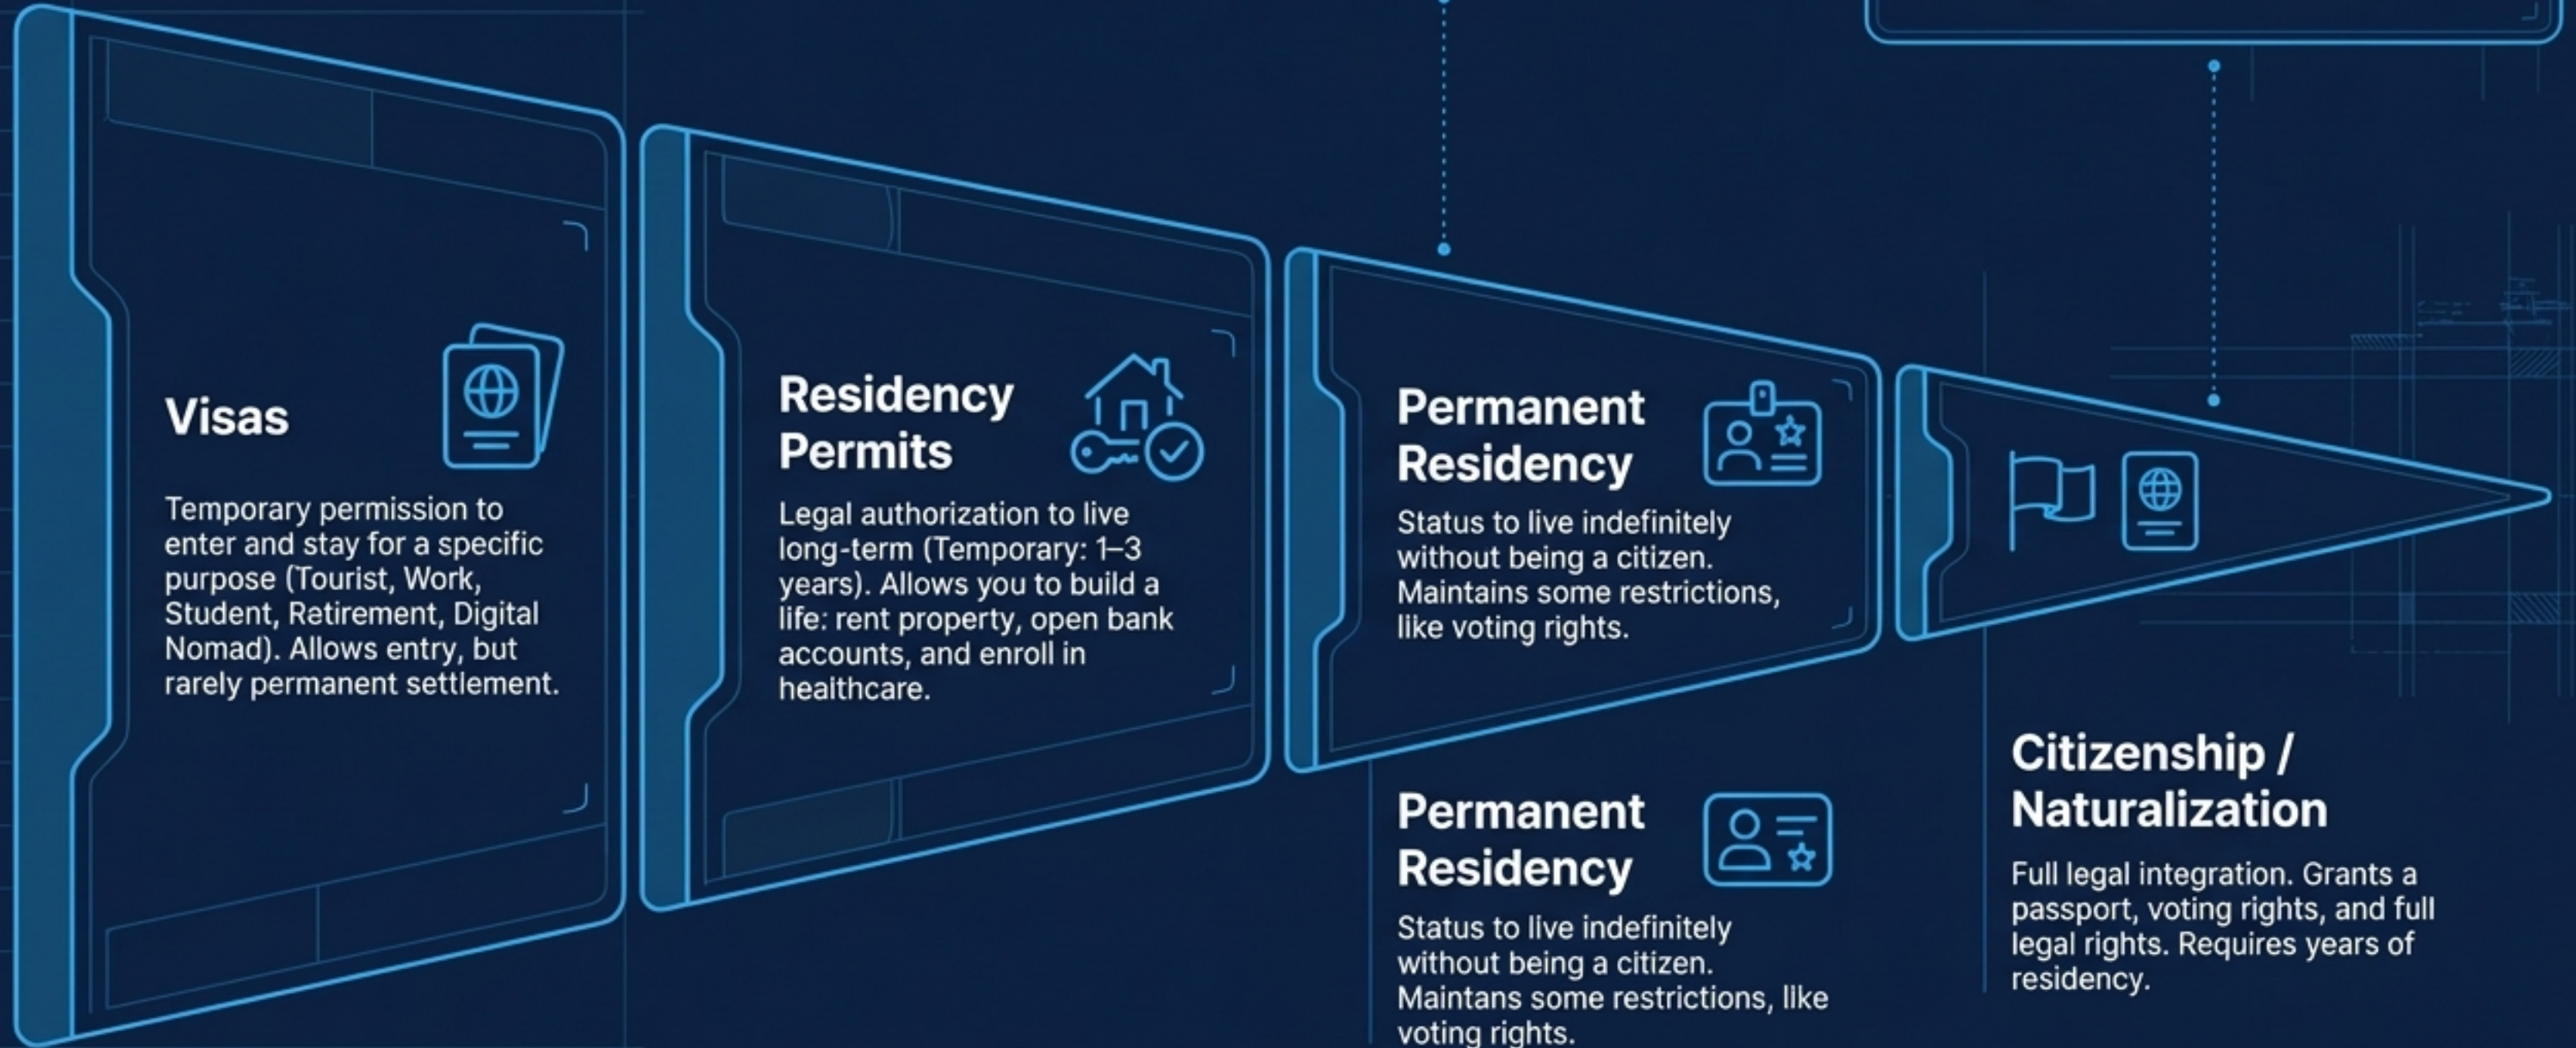 Visas
Temporary permission to
enter and stay for a specific
purpose (Tourist, Work,
Student, Retirement, Digital
Nomad). Allows entry, but
rarely permanent settlement.
Residency
Permits
Legal authorization to live
long-term (Temporary: 1–3
years). Allows you to build a
life: rent property, open bank
accounts, and enroll in
healthcare.
Permanent
Residency
Status to live indefinitely
without being a citizen.
Maintains some restrictions,
like voting rights.
Permanent
Residency
Status to live indefinitely
without being a citizen.
Maintans some restrictions, like
voting rights.
Citizenship /
Naturalization
Full legal integration. Grants a
passport, voting rights, and full
legal rights. Requires years of
residency.